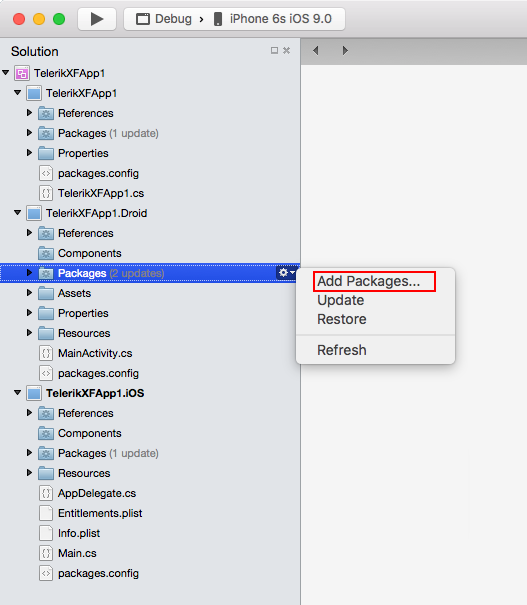 Debug > iPhone 6s iOS 9.0
Solution
TelerikXFApp1
TelerikXFApp1
References
Packages (1 update)
Properties
packages.config
TelerikXFApp1.cs
TelerikXFApp1.Droid
References
Components
Packages (2 updates)
Add Packages...
Update
Restore
Refresh
Assets
Properties
Resources
MainActivity.cs
packages.config
TelerikXFApp1.iOS
References
Components
Packages (1 update)
Resources
AppDelegate.cs
Entitlements.plist
Info.plist
Main.cs
packages.config